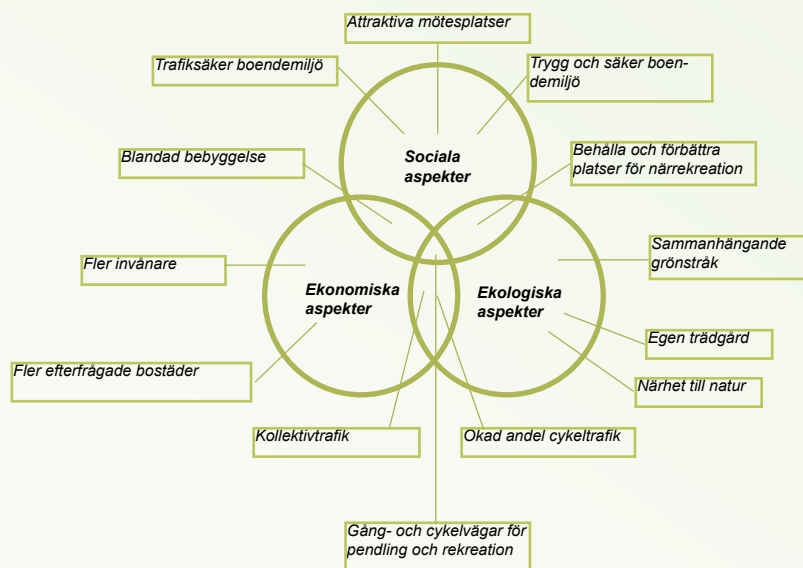 Attraktiva mötesplatser
Trafiksäker boendemiljö
Trygg och säker boen-
demiljö
Blandad bebyggelse
Sociala
aspekter
Behålla och förbättra
platser för närrekreation
Fler invånare
Sammanhängande
grönstråk
Ekonomiska
aspekter
Ekologiska
aspekter
Egen trädgård
Fler efterfrågade bostäder
Närhet till natur
Kollektivtrafik
Okad andel cykeltrafik
Gång- och cykelvägar för
pendling och rekreation